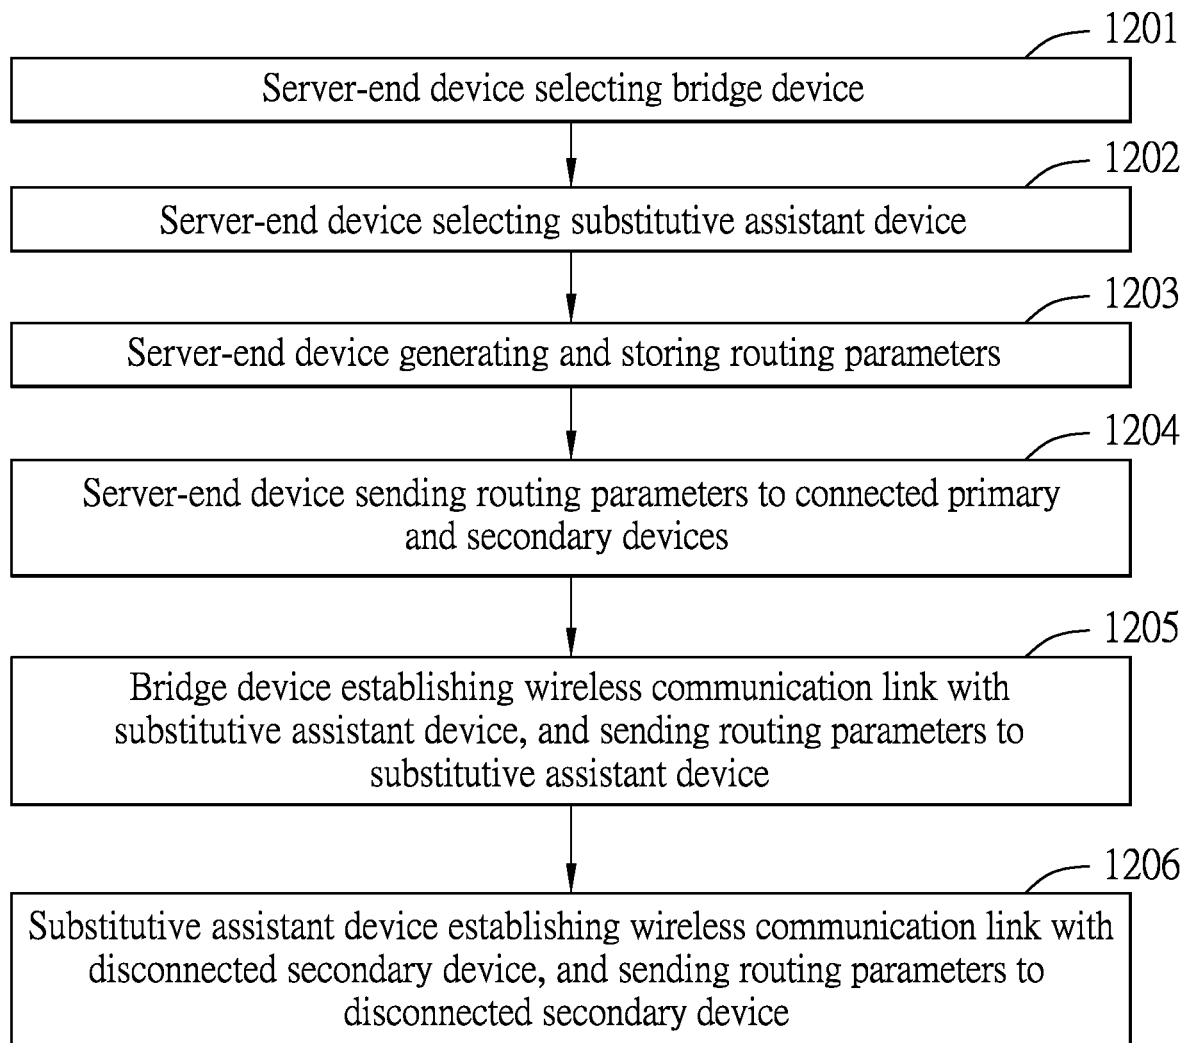 1201
Server-end device selecting bridge device
1202
Server-end device selecting substitutive assistant device
1203
Server-end device generating and storing routing parameters
1204
Server-end device sending routing parameters to connected primary
and secondary devices
1205
Bridge device establishing wireless communication link with
substitutive assistant device, and sending routing parameters to
substitutive assistant device
1206
Substitutive assistant device establishing wireless communication link with
disconnected secondary device, and sending routing parameters to
disconnected secondary device